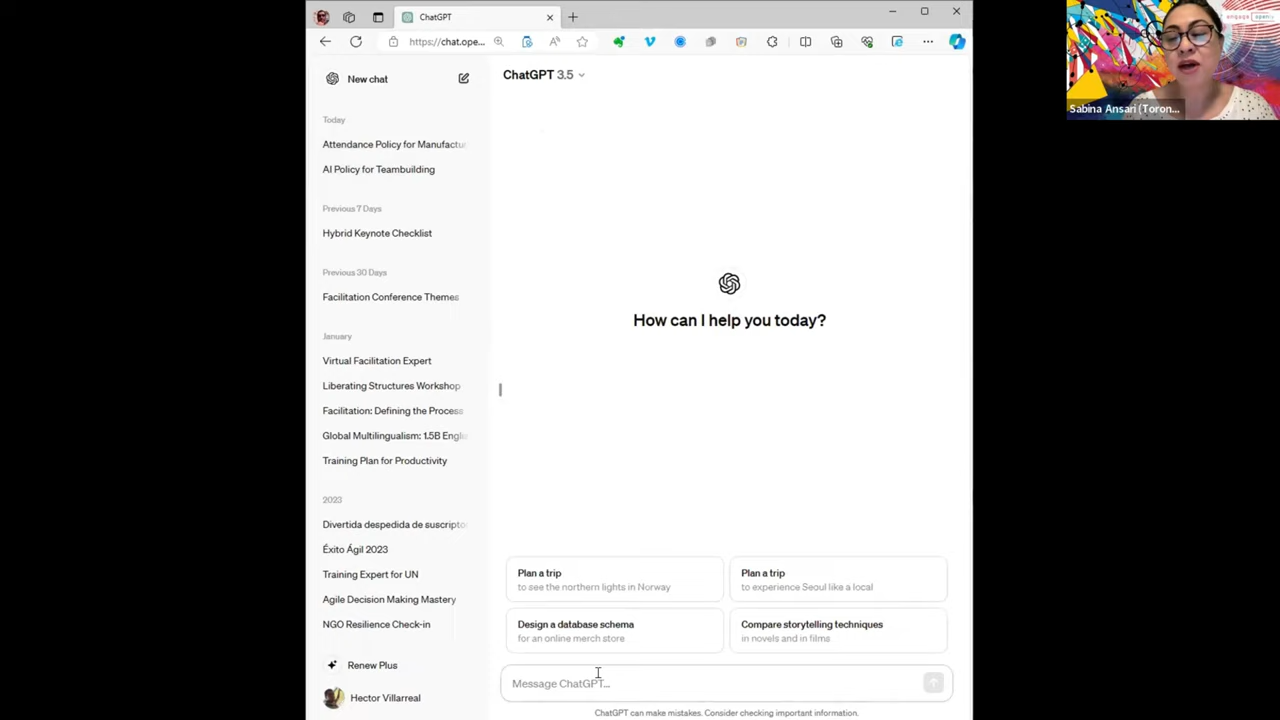 ChatGPT
https://chat.ope...
engage
New chat
ChatGPT 3.5
Sabina Ansari (Toron...
Today
Attendance Policy for Manufactu
AI Policy for Teambuilding
Previous 7 Days
Hybrid Keynote Checklist
Previous 30 Days
Facilitation Conference Themes
January
Virtual Facilitation Expert
Liberating Structures Workshop
Facilitation: Defining the Process
Global Multilingualism: 1.5B Engli
Training Plan for Productivity
2023
Divertida despedida de suscripto
Éxito Ágil 2023
Training Expert for UN
Agile Decision Making Mastery
NGO Resilience Check-in
Renew Plus
Hector Villarreal
How can I help you today?
Plan a trip
to see the northern lights in Norway
Plan a trip
to experience Seoul like a local
Design a database schema
for an online merch store
Compare storytelling techniques
in novels and in films
Message ChatGPT...
ChatGPT can make mistakes. Consider checking important information.